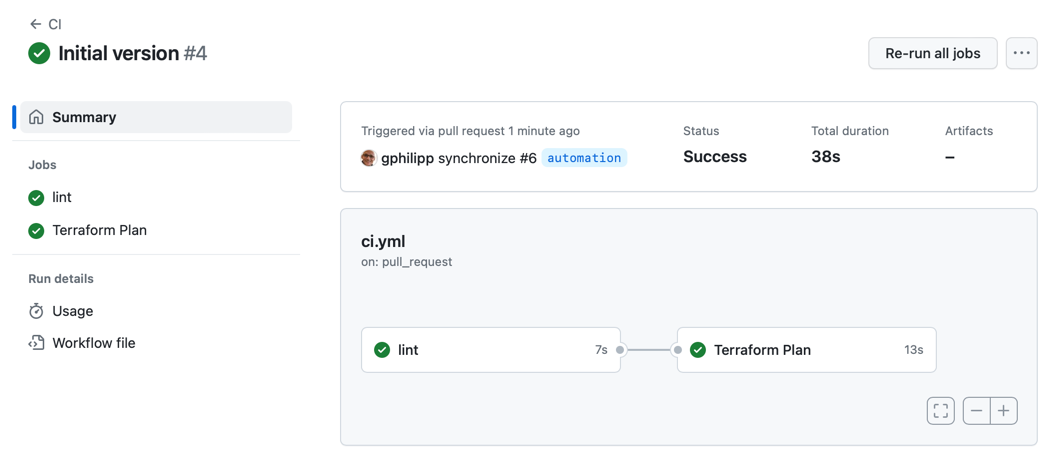 ← CI
Initial version #4
Re-run all jobs
Summary
Jobs
lint
Terraform Plan
Run details
Usage
Workflow file
Triggered via pull request 1 minute ago
gphilipp synchronize #6 automation
Status
Success
Total duration
38s
Artifacts
–
ci.yml
on: pull_request
lint 7s
Terraform Plan 13s